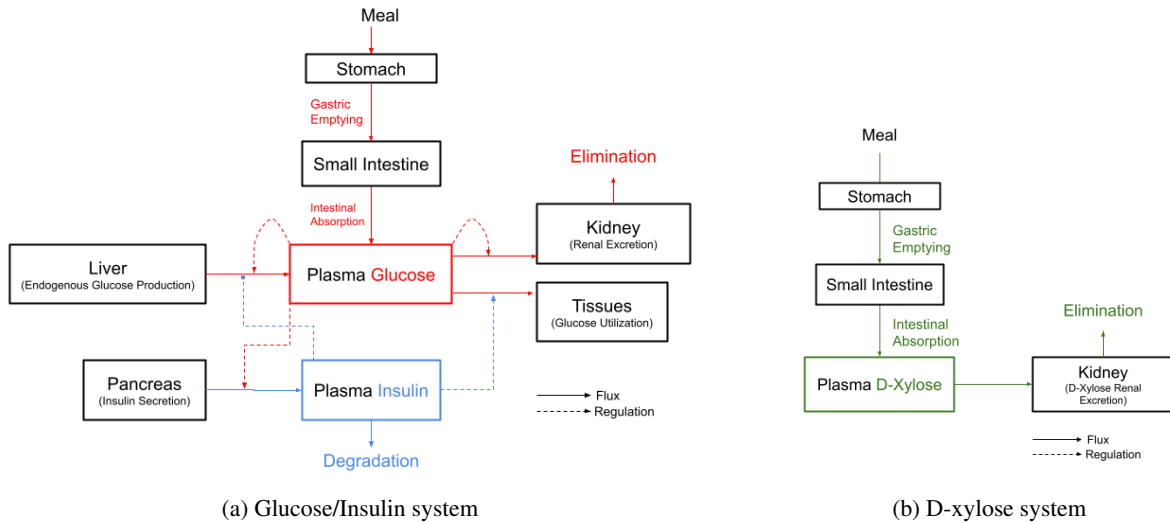 Meal
Stomach
Gastric
Emptying
Small Intestine
Intestinal
Absorption
Elimination
Kidney
(Renal Excretion)
Liver
(Endogenous Glucose Production)
Plasma Glucose
Tissues
(Glucose Utilization)
Pancreas
(Insulin Secretion)
Plasma Insulin
Flux
Regulation
Degradation
(a) Glucose/Insulin system
Meal
Stomach
Gastric
Emptying
Small Intestine
Intestinal
Absorption
Elimination
Plasma D-Xylose
Kidney
(D-Xylose Renal
Excretion)
Flux
Regulation
(b) D-xylose system